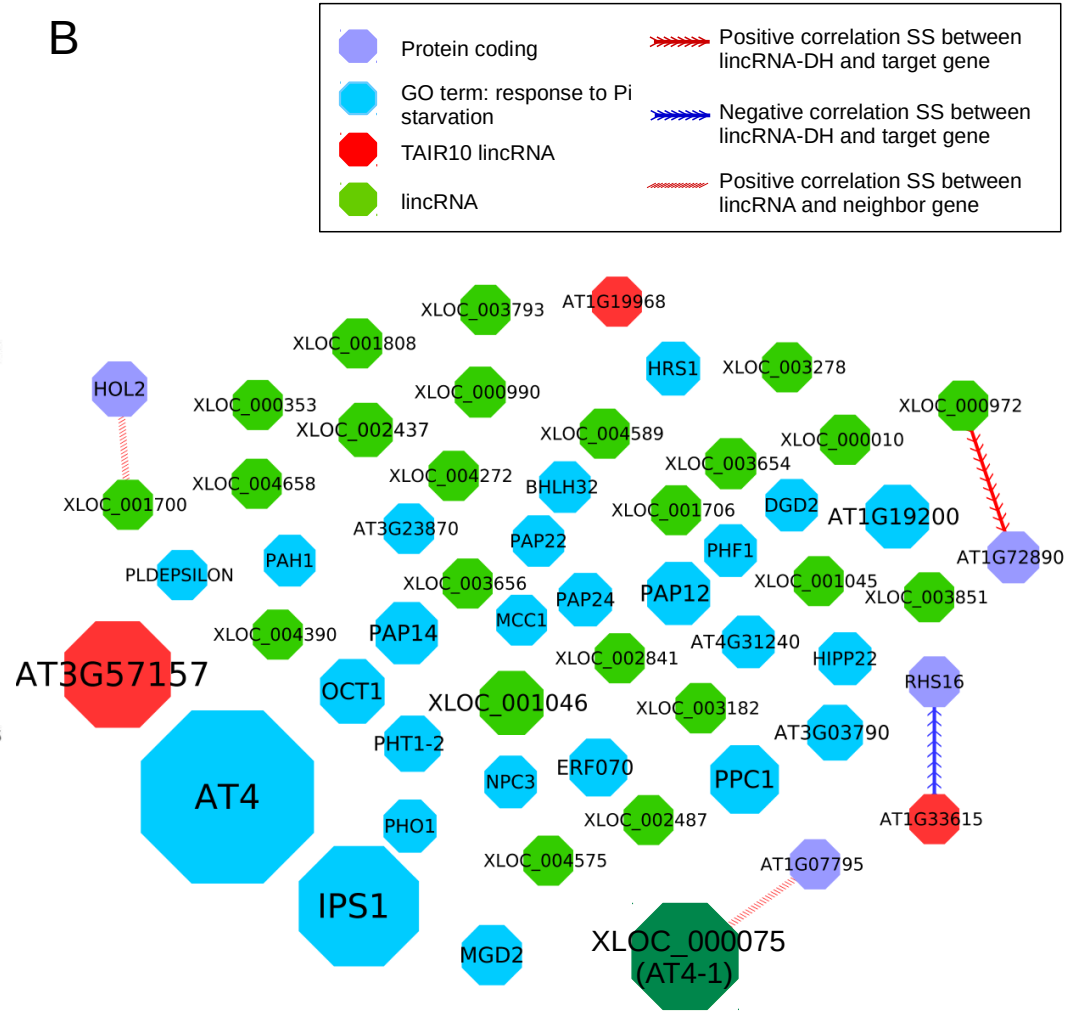 B
Protein coding
GO term: response to Pi
starvation
TAIR10 lincRNA
lincRNA
Positive correlation SS between
lincRNA-DH and target gene
Negative correlation SS between
lincRNA-DH and target gene
Positive correlation SS between
lincRNA and neighbor gene
XLOC_003793
AT1G19968
XLOC_001808
HRS1
XLOC_003278
HOL2
XLOC_000990
XLOC_000353
XLOC_000972
XLOC_002437
XLOC_004589
XLOC_000010
XLOC_003654
XLOC_004272
XLOC_004658
BHLH32
XLOC_001700
DGD2
XLOC_001706
AT1G19200
AT3G23870
PAP22
PHF1
AT1G72890
PAH1
PLDEPSILON
XLOC_003656
XLOC_001045
PAP12
XLOC_003851
PAP24
MCC1
XLOC_004390
PAP14
AT4G31240
XLOC_002841
HIPP22
AT3G57157
RHS16
OCT1
XLOC_001046
XLOC_003182
AT3G03790
PHT1-2
ERF070
PPC1
NPC3
AT4
XLOC_002487
AT1G33615
PHO1
XLOC_004575
AT1G07795
IPS1
XLOC_000075
(AT4-1)
MGD2